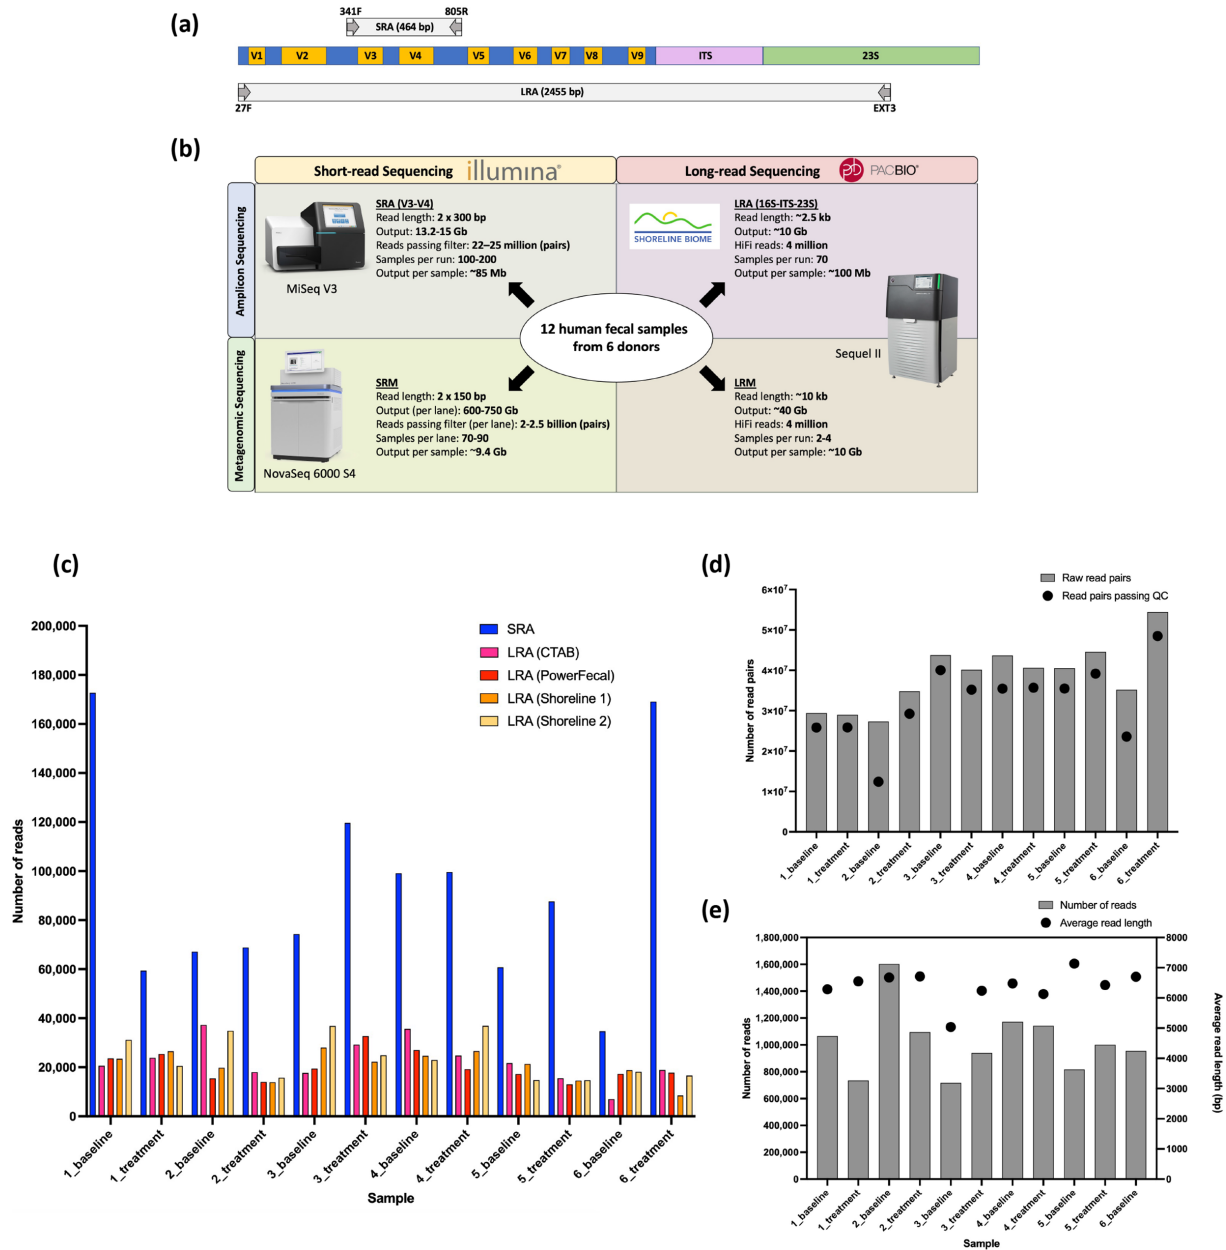 (a)
341F
805R
SRA (464 bp)
V1
V2
V3
V4
V5
V6
V7
V8
V9
ITS
23S
LRA (2455 bp)
27F
EXT3
(b)
Short-read Sequencing
illumına®
Long-read Sequencing
PACBIO®
Amplicon Sequencing
Metagenomic Sequencing
MiSeq V3
SRA (V3-V4)
Read length: 2 x 300 bp
Output: 13.2-15 Gb
Reads passing filter: 22–25 million (pairs)
Samples per run: 100-200
Output per sample: ~85 Mb
SHORELINE BIOME
LRA (16S-ITS-23S)
Read length: ~2.5 kb
Output: ~10 Gb
HiFi reads: 4 million
Samples per run: 70
Output per sample: ~100 Mb
12 human fecal samples
from 6 donors
Sequel II
NovaSeq 6000 S4
SRM
Read length: 2 x 150 bp
Output (per lane): 600-750 Gb
Reads passing filter (per lane): 2-2.5 billion (pairs)
Samples per lane: 70-90
Output per sample: ~9.4 Gb
LRM
Read length: ~10 kb
Output: ~40 Gb
HiFi reads: 4 million
Samples per run: 2-4
Output per sample: ~10 Gb
(c)
SRA
LRA (CTAB)
LRA (PowerFecal)
LRA (Shoreline 1)
LRA (Shoreline 2)
Number of reads
200,000
180,000
160,000
140,000
120,000
100,000
80,000
60,000
40,000
20,000
0
1_baseline
1_treatment
2_baseline
2_treatment
3_baseline
3_treatment
4_baseline
4_treatment
5_baseline
5_treatment
6_baseline
6_treatment
Sample
(d)
Raw read pairs
Read pairs passing QC
Number of read pairs
6×10⁷
5×10⁷
4×10⁷
3×10⁷
2×10⁷
1×10⁷
0
1_baseline
1_treatment
2_baseline
2_treatment
3_baseline
3_treatment
4_baseline
4_treatment
5_baseline
5_treatment
6_baseline
6_treatment
(e)
Number of reads
Average read length
Number of reads
1,800,000
1,600,000
1,400,000
1,200,000
1,000,000
800,000
600,000
400,000
200,000
0
8000
7000
6000
5000
4000
3000
2000
1000
0
Average read length (bp)
1_baseline
1_treatment
2_baseline
2_treatment
3_baseline
3_treatment
4_baseline
4_treatment
5_baseline
5_treatment
6_baseline
Sample